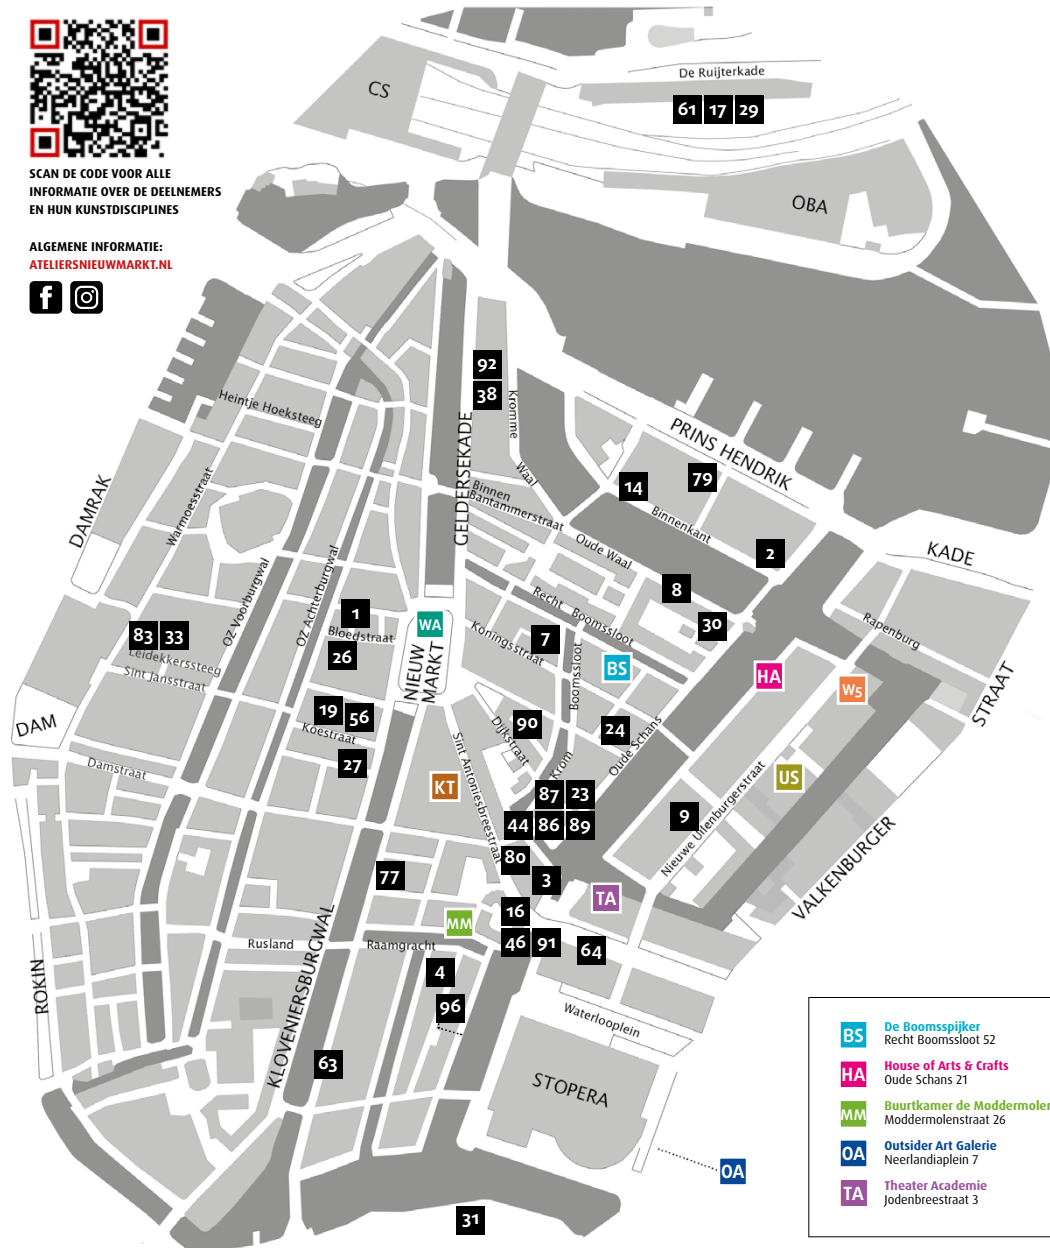 SCAN DE CODE VOOR ALLE
INFORMATIE OVER DE DEELNEMERS
EN HUN KUNSTDISCIPLINES
ALGEMENE INFORMATIE:
ATELIERSNIEUWMARKT.NL
CS
De Ruijterkade
61 17 29
OBA
92
38
Kromme
Waal
Heintje Hoeksteeg
PRINS HENDRIK
KADE
DAMRAK
Warmoesstraat
GELDERSEKADE
Binnen
Bantammerstraat
14
79
Binnenkant
2
Oude Waal
8
30
OZ Voorburgwal
OZ Achterburgwal
Recht Boomssloot
1
Bloedstraat
26
WA
NIEUW
MARKT
Koningsstraat
7
Boomssloot
BS
Rapenburg
83 33
Leidekkerssteeg
Sint Jansstraat
HA
W5
STRAAT
DAM
19 56
Koestraat
27
90
Dijkstraat
24
Oude Schans
Krom
Damstraat
Sint Antoniesbreestraat
KT
87 23
44 86 89
80
3
9
Nieuwe Uilenburgerstraat
US
VALKENBURGER
77
TA
MM
16
46 91
64
Rusland
Raamgracht
ROKIN
KLOVENIERSBURGWAL
4
96
Waterlooplein
63
STOPERA
OA
31
BS De Boomsspijker
Recht Boomssloot 52
HA House of Arts & Crafts
Oude Schans 21
MM Buurtkamer de Moddermolen
Moddermolenstraat 26
OA Outsider Art Galerie
Neerlandiaplein 7
TA Theater Academie
Jodenbreestraat 3